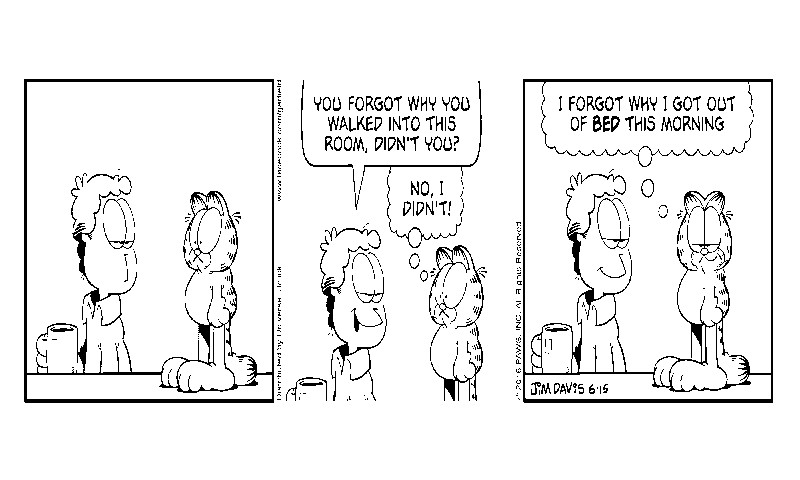 YOU FORGOT WHY YOU
WALKED INTO THIS
ROOM, DIDN'T YOU?
NO, I
DIDN'T!
I FORGOT WHY I GOT OUT
OF BED THIS MORNING
JIM DAVIS 6-15
PAWS, INC. All Rights Reserved